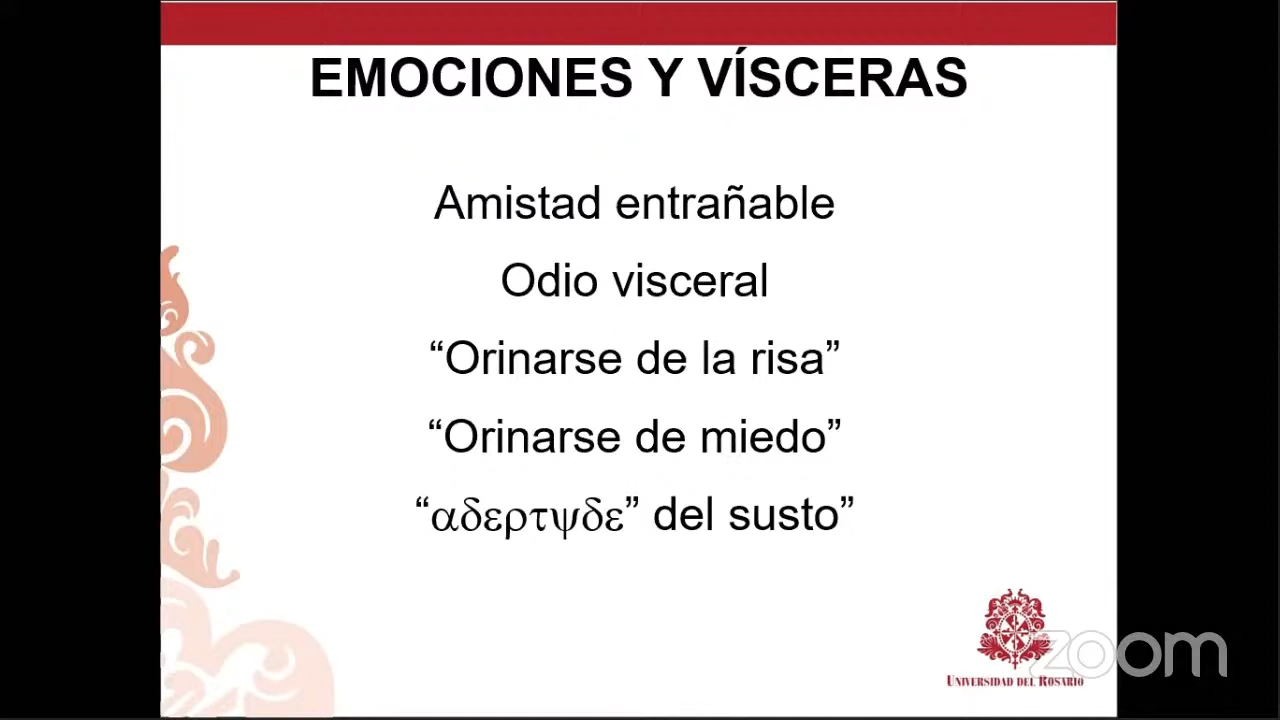 EMOCIONES Y VÍSCERAS
Amistad entrañable
Odio visceral
“Orinarse de la risa”
“Orinarse de miedo”
“αδερτψδε” del susto”
zoom
UNIVERSIDAD DEL ROSARIO